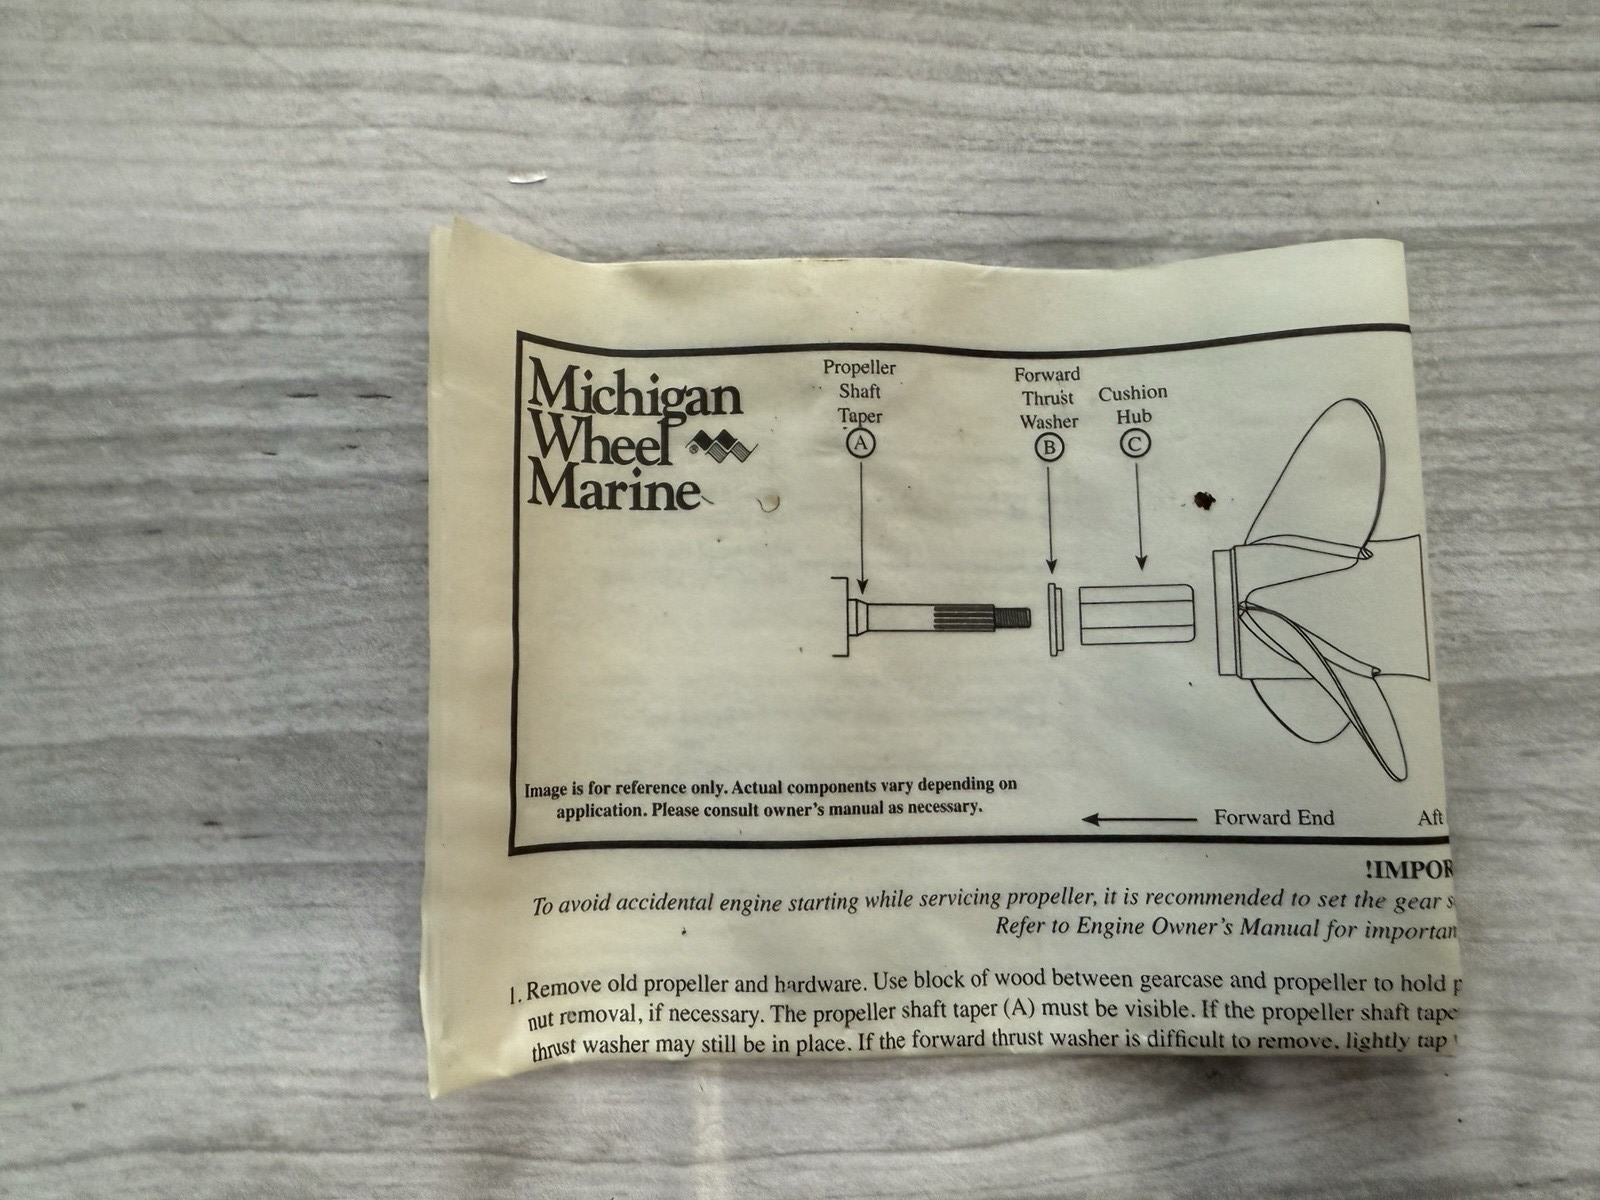 Michigan
Wheel ®
Marine
Propeller
Shaft
Taper
A
Forward
Thrust
Washer
B
Cushion
Hub
C
Image is for reference only. Actual components vary depending on
application. Please consult owner's manual as necessary.
Forward End
Aft
!IMPOR
To avoid accidental engine starting while servicing propeller, it is recommended to set the gear s
Refer to Engine Owner's Manual for importan
1. Remove old propeller and hardware. Use block of wood between gearcase and propeller to hold p
nut removal, if necessary. The propeller shaft taper (A) must be visible. If the propeller shaft tape
thrust washer may still be in place. If the forward thrust washer is difficult to remove, lightly tap